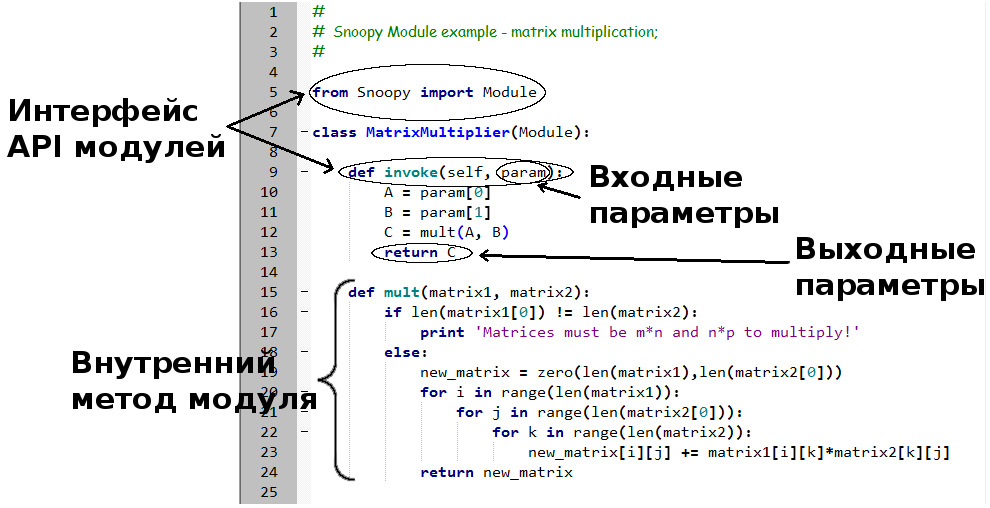 1 #
2 # Snoopy Module example - matrix multiplication;
3 #
4
5 from Snoopy import Module
6
7 class MatrixMultiplier(Module):
8
9 def invoke(self, param):
10 A = param[0]
11 B = param[1]
12 C = mult(A, B)
13 return C
14
15 def mult(matrix1, matrix2):
16 if len(matrix1[0]) != len(matrix2):
17 print 'Matrices must be m*n and n*p to multiply!'
18 else:
19 new_matrix = zero(len(matrix1),len(matrix2[0]))
20 for i in range(len(matrix1)):
21 for j in range(len(matrix2[0])):
22 for k in range(len(matrix2)):
23 new_matrix[i][j] += matrix1[i][k]*matrix2[k][j]
24 return new_matrix
25
Интерфейс
API модулей
Входные
параметры
Выходные
параметры
Внутренний
метод модуля